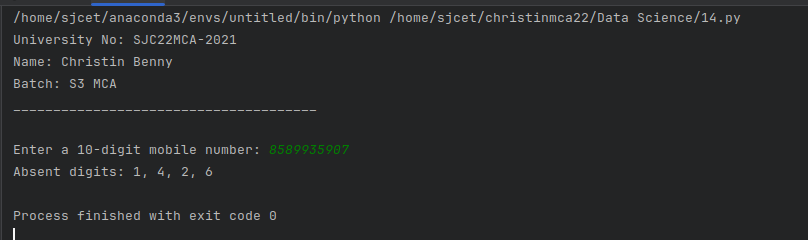 /home/sjcet/anaconda3/envs/untitled/bin/python /home/sjcet/christinmca22/Data Science/14.py
University No: SJC22MCA-2021
Name: Christin Benny
Batch: S3 MCA
______________________________________
Enter a 10-digit mobile number: 8589935907
Absent digits: 1, 4, 2, 6
Process finished with exit code 0